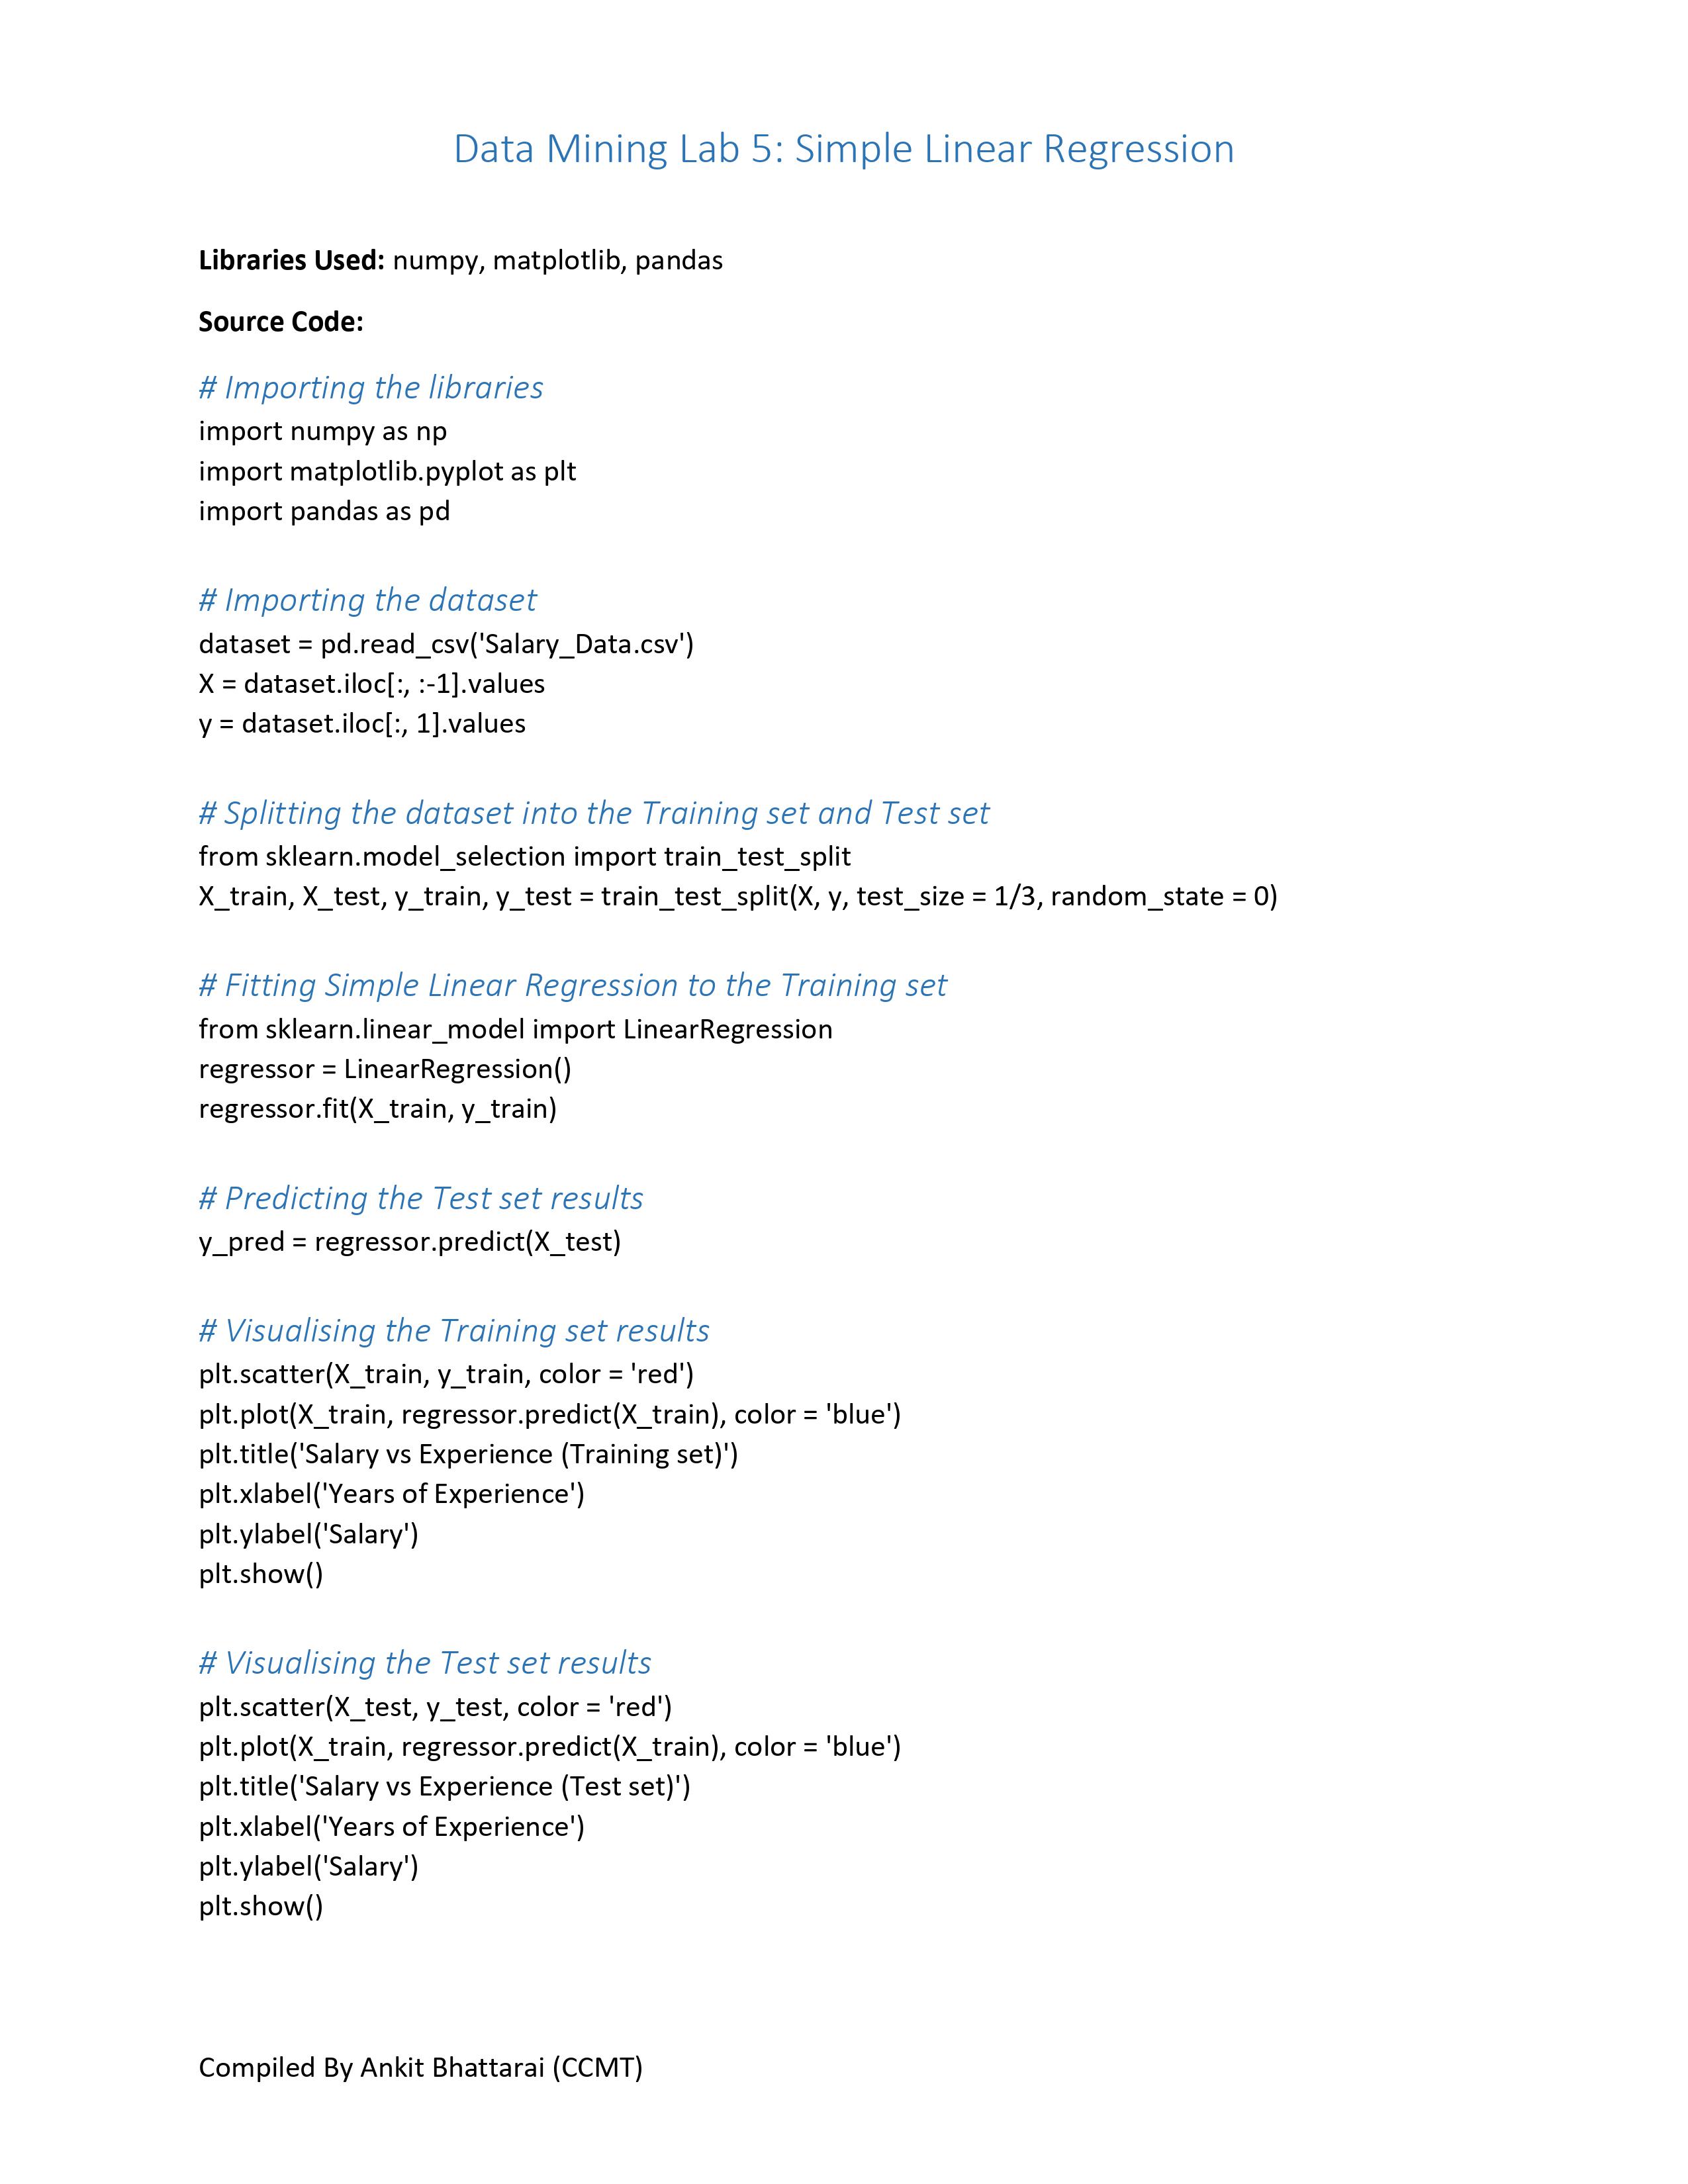 Data Mining Lab 5: Simple Linear Regression
Libraries Used: numpy, matplotlib, pandas
Source Code:
# Importing the libraries
import numpy as np
import matplotlib.pyplot as plt
import pandas as pd
# Importing the dataset
dataset = pd.read_csv('Salary_Data.csv')
X = dataset.iloc[:, :-1].values
y = dataset.iloc[:, 1].values
# Splitting the dataset into the Training set and Test set
from sklearn.model_selection import train_test_split
X_train, X_test, y_train, y_test = train_test_split(X, y, test_size = 1/3, random_state = 0)
# Fitting Simple Linear Regression to the Training set
from sklearn.linear_model import LinearRegression
regressor = LinearRegression()
regressor.fit(X_train, y_train)
# Predicting the Test set results
y_pred = regressor.predict(X_test)
# Visualising the Training set results
plt.scatter(X_train, y_train, color = 'red')
plt.plot(X_train, regressor.predict(X_train), color = 'blue')
plt.title('Salary vs Experience (Training set)')
plt.xlabel('Years of Experience')
plt.ylabel('Salary')
plt.show()
# Visualising the Test set results
plt.scatter(X_test, y_test, color = 'red')
plt.plot(X_train, regressor.predict(X_train), color = 'blue')
plt.title('Salary vs Experience (Test set)')
plt.xlabel('Years of Experience')
plt.ylabel('Salary')
plt.show()
Compiled By Ankit Bhattarai (CCMT)